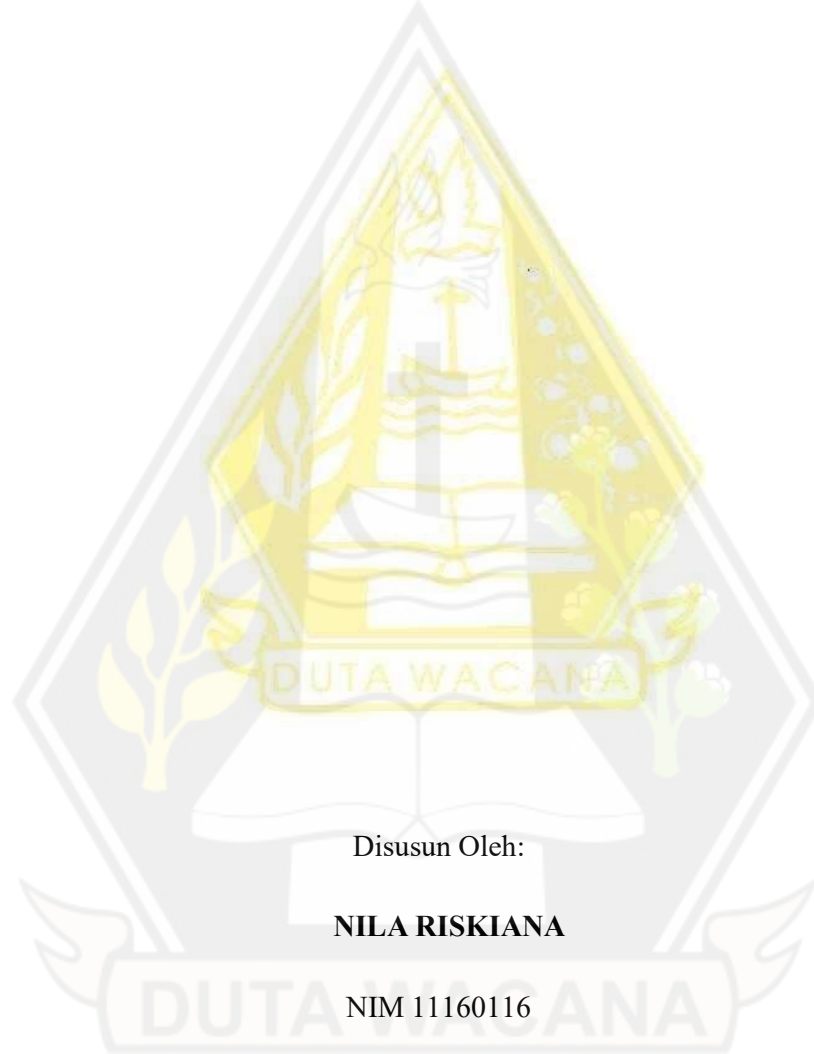 DUTA WACANA
Disusun Oleh:
NILA RISKIANA
NIM 11160116
DUTA WACANA